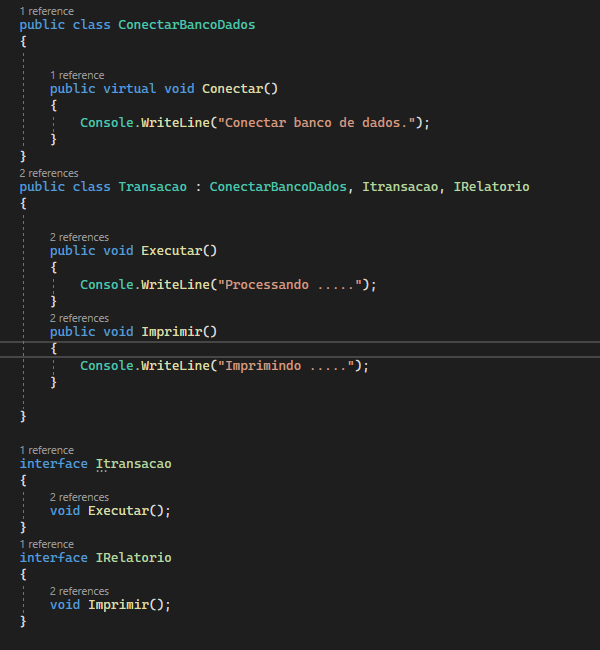 1 reference
public class ConectarBancoDados
{
1 reference
public virtual void Conectar()
{
Console.WriteLine("Conectar banco de dados.");
}
}
2 references
public class Transacao : ConectarBancoDados, Itransacao, IRelatorio
{
2 references
public void Executar()
{
Console.WriteLine("Processando .....");
}
2 references
public void Imprimir()
{
Console.WriteLine("Imprimindo .....");
}
}
1 reference
interface Itransacao
{
2 references
void Executar();
}
1 reference
interface IRelatorio
{
2 references
void Imprimir();
}